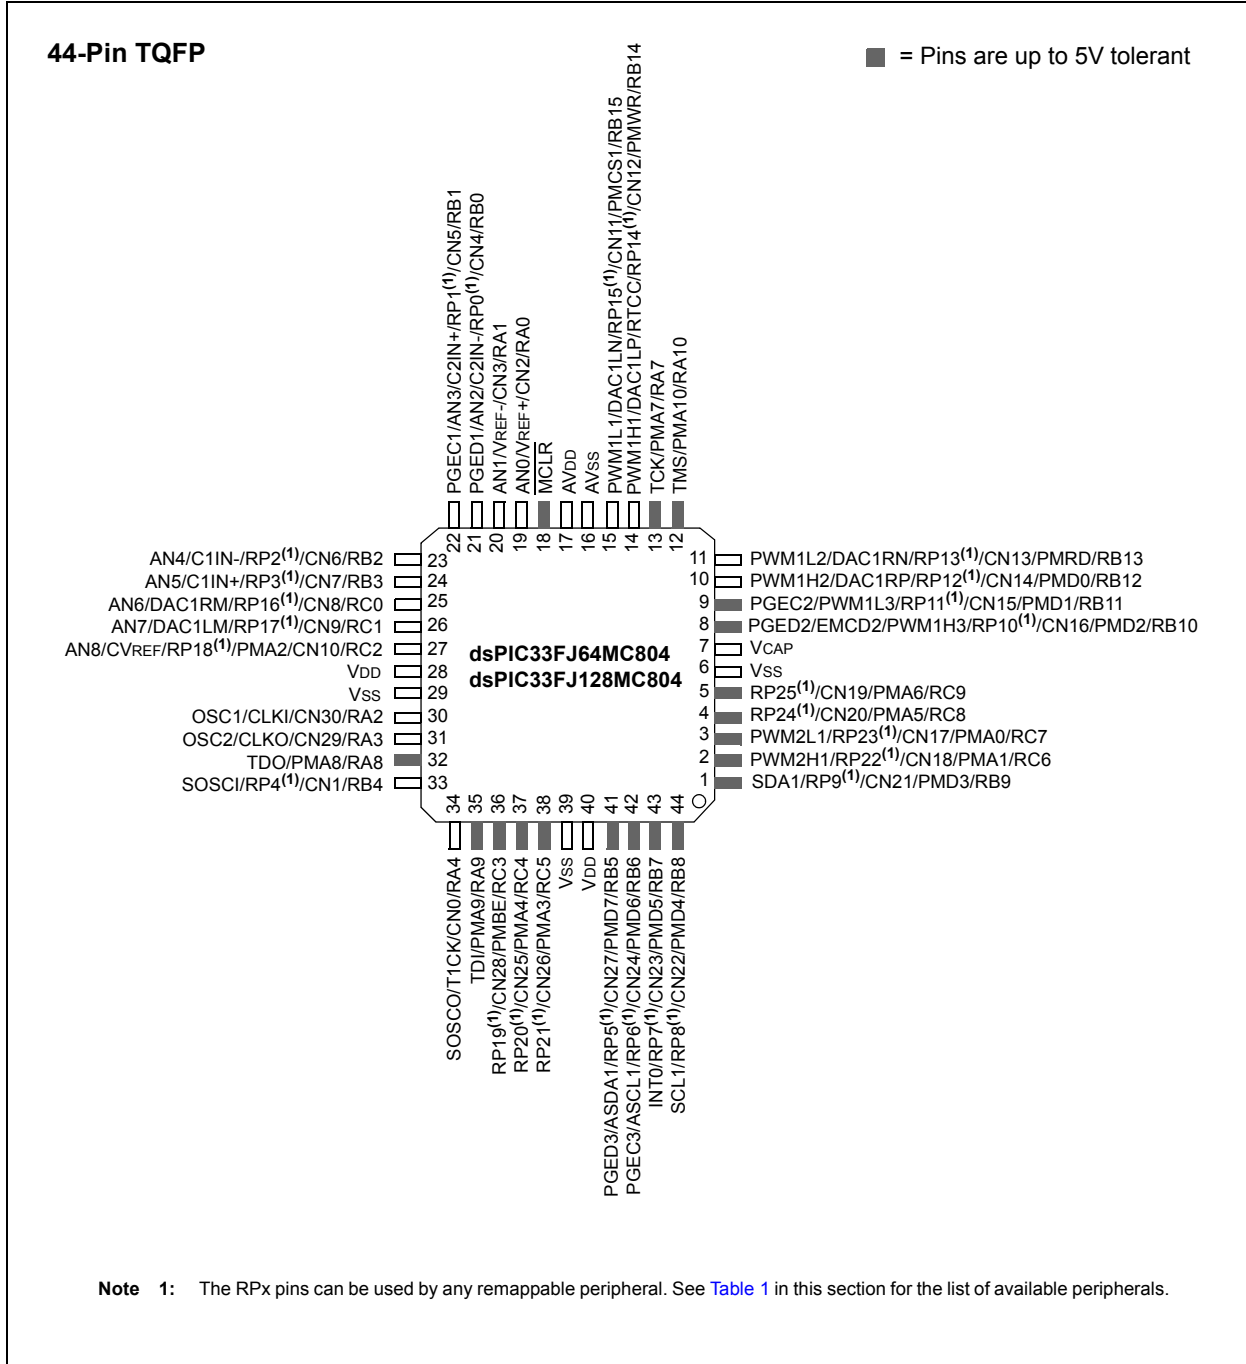 44-Pin TQFP
= Pins are up to 5V tolerant
PGEC1/AN3/C2IN+/RP1(1)/CN5/RB1
PGED1/AN2/C2IN-/RP0(1)/CN4/RB0
AN1/VREF-/CN3/RA1
AN0/VREF+/CN2/RA0
MCLR
AVDD
AVSS
PWM1L1/DAC1LN/RP15(1)/CN11/PMCS1/RB15
PWM1H1/DAC1LP/RTCC/RP14(1)/CN12/PMWR/RB14
TCK/PMA7/RA7
TMS/PMA10/RA10
22
21
20
19
18
17
16
15
14
13
12
AN4/C1IN-/RP2(1)/CN6/RB2 23
AN5/C1IN+/RP3(1)/CN7/RB3 24
AN6/DAC1RM/RP16(1)/CN8/RC0 25
AN7/DAC1LM/RP17(1)/CN9/RC1 26
AN8/CVREF/RP18(1)/PMA2/CN10/RC2 27
VDD 28
VSS 29
OSC1/CLKI/CN30/RA2 30
OSC2/CLKO/CN29/RA3 31
TDO/PMA8/RA8 32
SOSCI/RP4(1)/CN1/RB4 33
dsPIC33FJ64MC804
dsPIC33FJ128MC804
11 PWM1L2/DAC1RN/RP13(1)/CN13/PMRD/RB13
10 PWM1H2/DAC1RP/RP12(1)/CN14/PMD0/RB12
9 PGEC2/PWM1L3/RP11(1)/CN15/PMD1/RB11
8 PGED2/EMCD2/PWM1H3/RP10(1)/CN16/PMD2/RB10
7 VCAP
6 VSS
5 RP25(1)/CN19/PMA6/RC9
4 RP24(1)/CN20/PMA5/RC8
3 PWM2L1/RP23(1)/CN17/PMA0/RC7
2 PWM2H1/RP22(1)/CN18/PMA1/RC6
1 SDA1/RP9(1)/CN21/PMD3/RB9
34
35
36
37
38
39
40
41
42
43
44
SOSCO/T1CK/CN0/RA4
TDI/PMA9/RA9
RP19(1)/CN28/PMBE/RC3
RP20(1)/CN25/PMA4/RC4
RP21(1)/CN26/PMA3/RC5
VSS
VDD
PGED3/ASDA1/RP5(1)/CN27/PMD7/RB5
PGEC3/ASCL1/RP6(1)/CN24/PMD6/RB6
INT0/RP7(1)/CN23/PMD5/RB7
SCL1/RP8(1)/CN22/PMD4/RB8
Note 1: The RPx pins can be used by any remappable peripheral. See Table 1 in this section for the list of available peripherals.